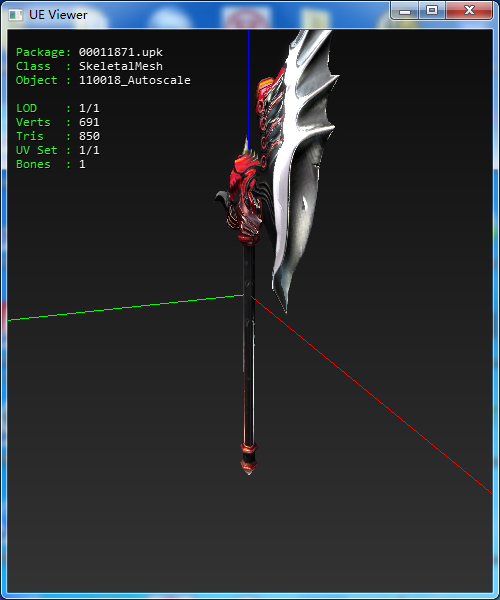 UE Viewer
Package: 00011871.upk
Class  : SkeletalMesh
Object : 110018_Autoscale
LOD    : 1/1
Verts  : 691
Tris   : 850
UV Set : 1/1
Bones  : 1